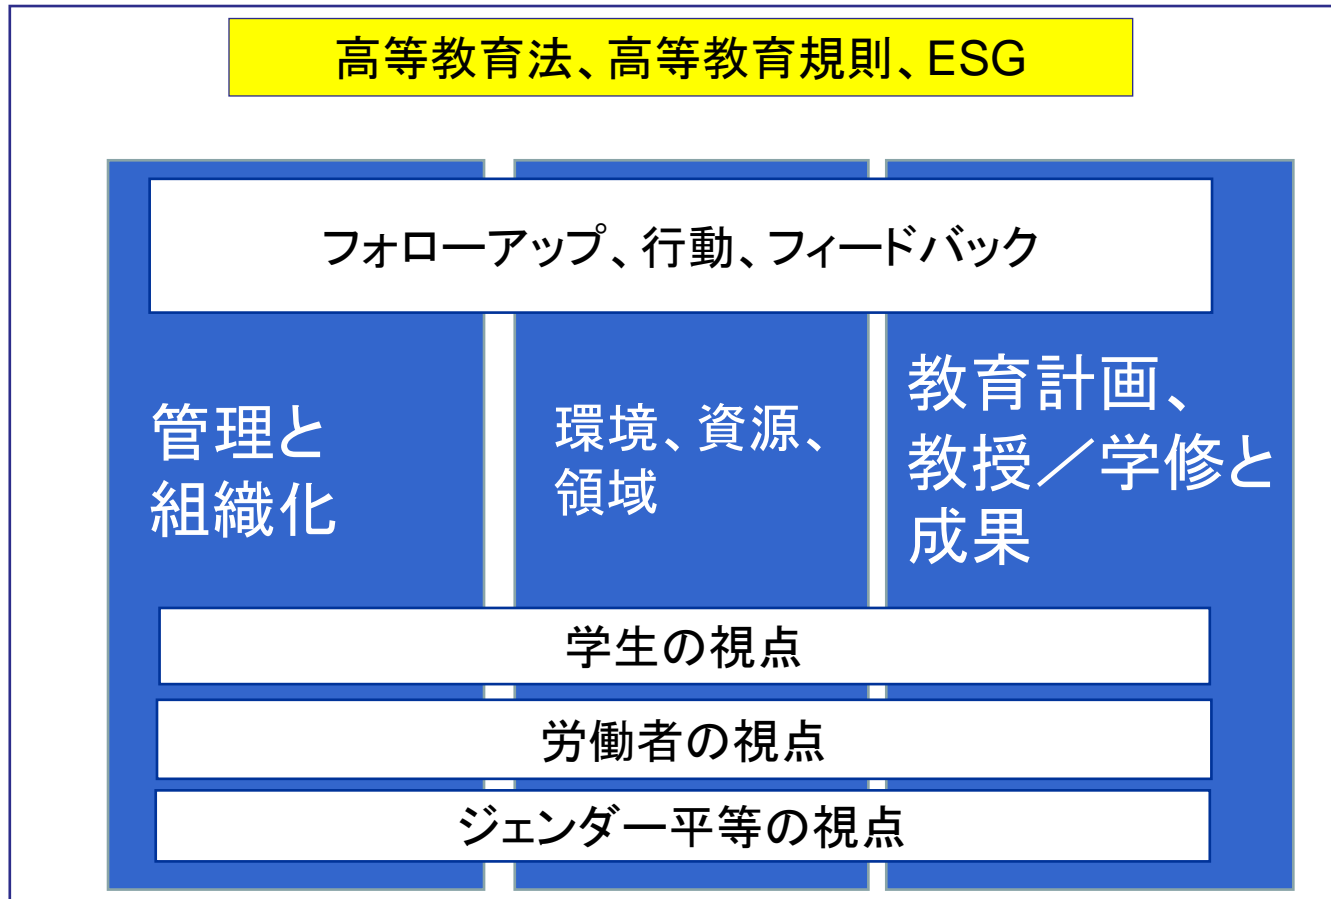 高等教育法、高等教育規則、ESG
フォローアップ、行動、フィードバック
管理と
組織化
環境、資源、
領域
教育計画、
教授／学修と
成果
学生の視点
労働者の視点
ジェンダー平等の視点